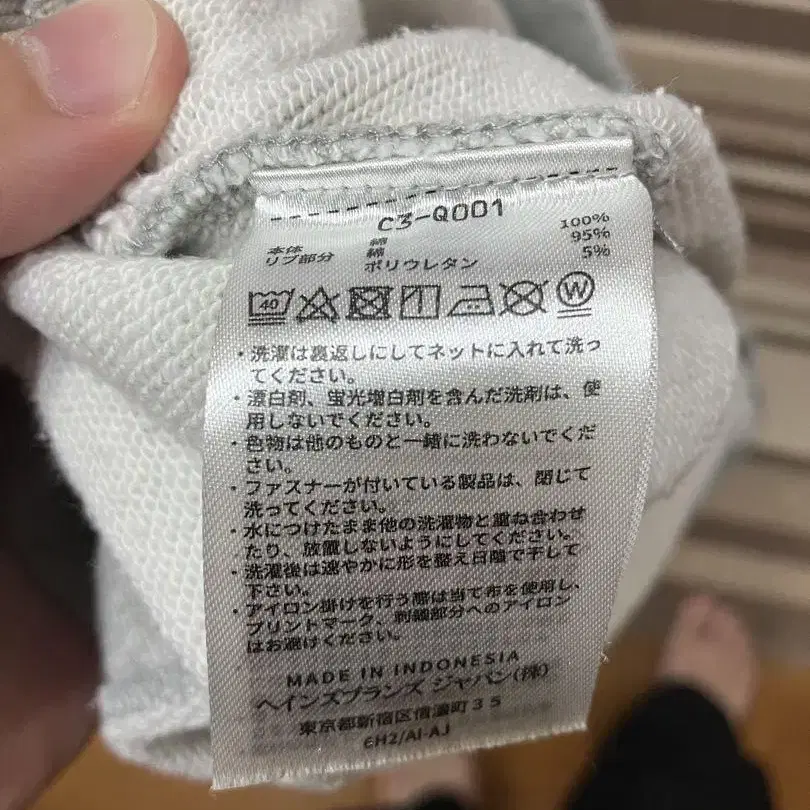 C3-Q001
本体 綿 100%
リブ部分 綿 95%
ポリウレタン 5%
40
W
・洗濯は裏返しにしてネットに入れて洗っ
てください。
・漂白剤、蛍光増白剤を含んだ洗剤は、使
用しないでください。
・色物は他のものと一緒に洗わないでくだ
さい。
・ファスナーが付いている製品は、閉じて
洗ってください。
・水につけたまま他の洗濯物と重ね合わせ
たり、放置しないようにしてください。
・洗濯後は速やかに形を整え日陰で干して
下さい。
・アイロン掛けを行う際は当て布を使用し、
プリントマーク、刺繍部分へのアイロン
はお避けください。
MADE IN INDONESIA
ヘインズブランズ ジャパン(株)
東京都新宿区信濃町35
6H2/AI-AJ